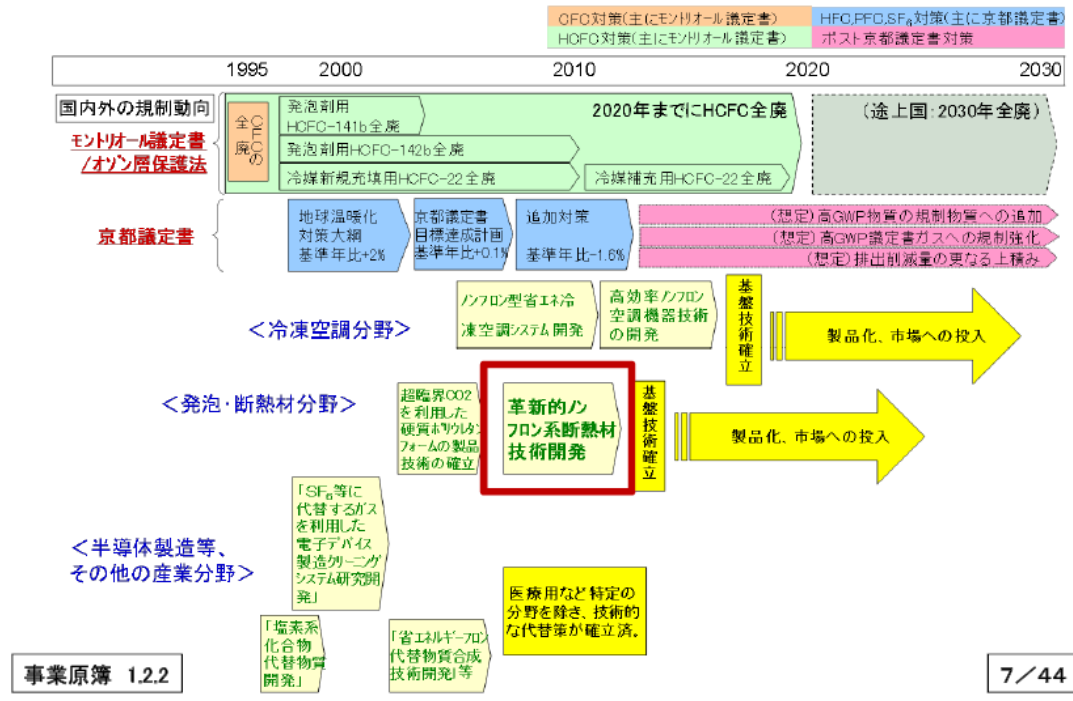 CFC対策(主にモントリオール議定書)
HFC,PFC,SF₆対策(主に京都議定書)
HCFC対策(主にモントリオール議定書)
ポスト京都議定書対策
1995
2000
2010
2020
2030
国内外の規制動向
モントリオール議定書
/オゾン層保護法
CFCの
全廃
発泡剤用
HCFC-141b全廃
発泡剤用HCFC-142b全廃
冷媒新規充填用HCFC-22全廃
2020年までにHCFC全廃
冷媒補充用HCFC-22全廃
(途上国:2030年全廃)
京都議定書
地球温暖化
対策大綱
基準年比+2%
京都議定書
目標達成計画
基準年比+0.1%
追加対策
基準年比-1.6%
(想定)高GWP物質の規制物質への追加
(想定)高GWP議定書ガスへの規制強化
(想定)排出削減量の更なる上積み
<冷凍空調分野>
ノンフロン型省エネ冷
凍空調システム開発
高効率ノンフロン
空調機器技術
の開発
基盤技術確立
製品化、市場への投入
<発泡・断熱材分野>
超臨界CO2
を利用した
硬質ポリウレタン
フォームの製品
技術の確立
革新的ノン
フロン系断熱材
技術開発
基盤技術確立
製品化、市場への投入
<半導体製造等、
その他の産業分野>
「SF₆等に
代替するガス
を利用した
電子デバイス
製造クリーニング
システム研究開
発」
「塩素系
化合物
代替物質
開発」
「省エネルギーフロン
代替物質合成
技術開発」等
医療用など特定の
分野を除き、技術的
な代替策が確立済。
事業原簿 1.2.2
7/44